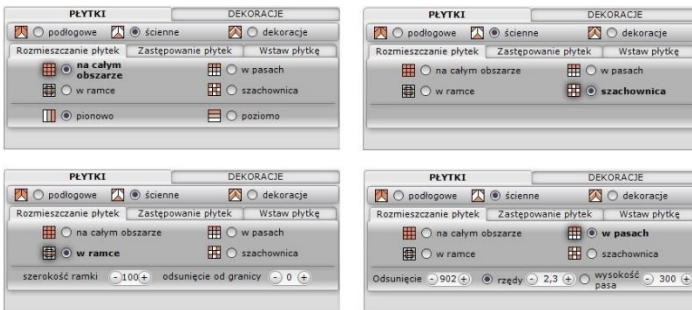 PŁYTKI DEKORACJE
podłogowe ścienne dekoracje
Rozmieszczanie płytek Zastępowanie płytek Wstaw płytkę
na całym obszarze w pasach
w ramce szachownica
pionowo poziomo
PŁYTKI DEKORACJE
podłogowe ścienne dekoracje
Rozmieszczanie płytek Zastępowanie płytek Wstaw płytkę
na całym obszarze w pasach
w ramce szachownica
PŁYTKI DEKORACJE
podłogowe ścienne dekoracje
Rozmieszczanie płytek Zastępowanie płytek Wstaw płytkę
na całym obszarze w pasach
w ramce szachownica
szerokość ramki - 100 + odsunięcie od granicy - 0 +
PŁYTKI DEKORACJE
podłogowe ścienne dekoracje
Rozmieszczanie płytek Zastępowanie płytek Wstaw płytkę
na całym obszarze w pasach
w ramce szachownica
Odsunięcie - 902 + rzędy - 2,3 + wysokość pasa - 300 +